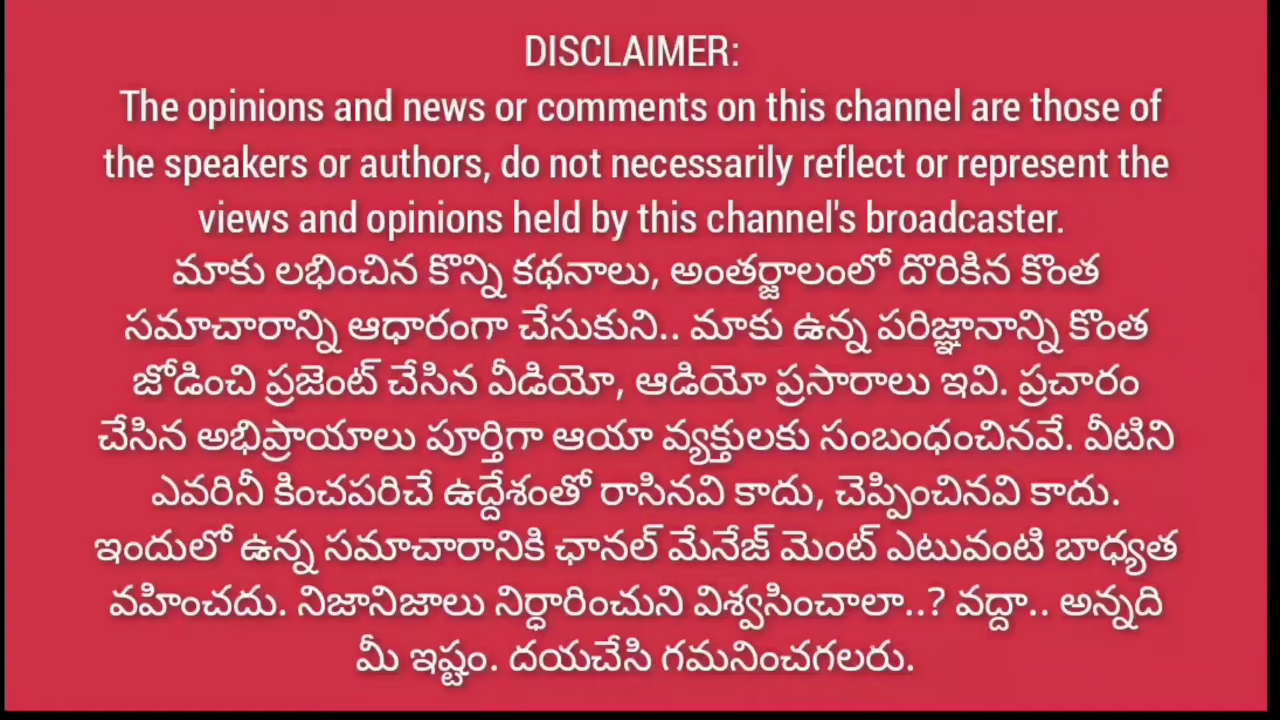 DISCLAIMER:
The opinions and news or comments on this channel are those of
the speakers or authors, do not necessarily reflect or represent the
views and opinions held by this channel's broadcaster.
మాకు లభించిన కొన్ని కథనాలు, అంతర్జాలంలో దొరికిన కొంత
సమాచారాన్ని ఆధారంగా చేసుకుని.. మాకు ఉన్న పరిజ్ఞానాన్ని కొంత
జోడించి ప్రజెంట్ చేసిన వీడియో, ఆడియో ప్రసారాలు ఇవి. ప్రచారం
చేసిన అభిప్రాయాలు పూర్తిగా ఆయా వ్యక్తులకు సంబంధంచినవే. వీటిని
ఎవరినీ కించపరిచే ఉద్దేశంతో రాసినవి కాదు, చెప్పించినవి కాదు.
ఇందులో ఉన్న సమాచారానికి ఛానల్ మేనేజ్ మెంట్ ఎటువంటి బాధ్యత
వహించదు. నిజానిజాలు నిర్ధారించుని విశ్వసించాలా..? వద్దా.. అన్నది
మీ ఇష్టం. దయచేసి గమనించగలరు.